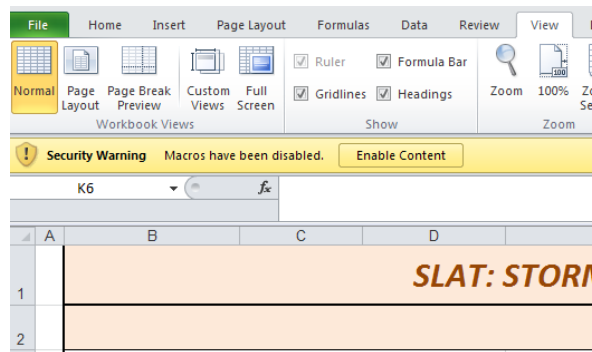 File Home Insert Page Layout Formulas Data Review View
Ruler Formula Bar
100
Normal Page Layout Page Break Preview Custom Views Full Screen Gridlines Headings Zoom 100%
Workbook Views Show Zoom
! Security Warning Macros have been disabled. Enable Content
K6 fx
A B C D
1 SLAT:
2